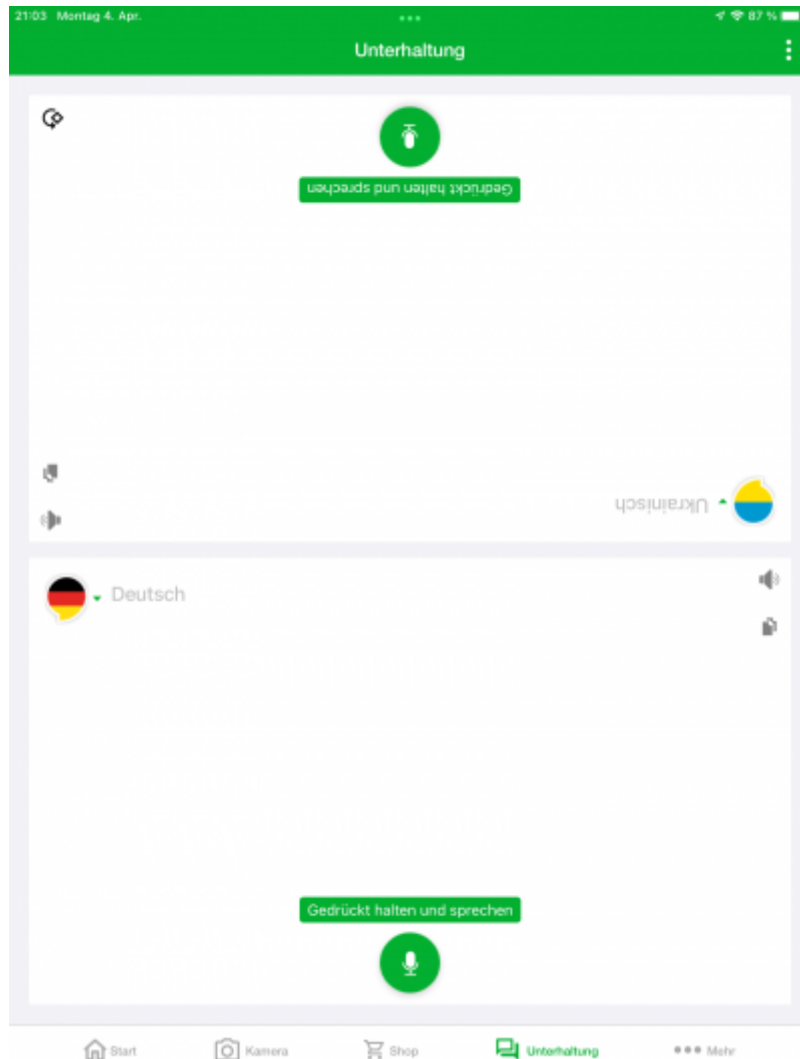 21:03 Montag 4. Apr.
87 %
Unterhaltung
Gedrückt halten und sprechen
Ukrainisch
Deutsch
Gedrückt halten und sprechen
Start
Kamera
Shop
Unterhaltung
Mehr